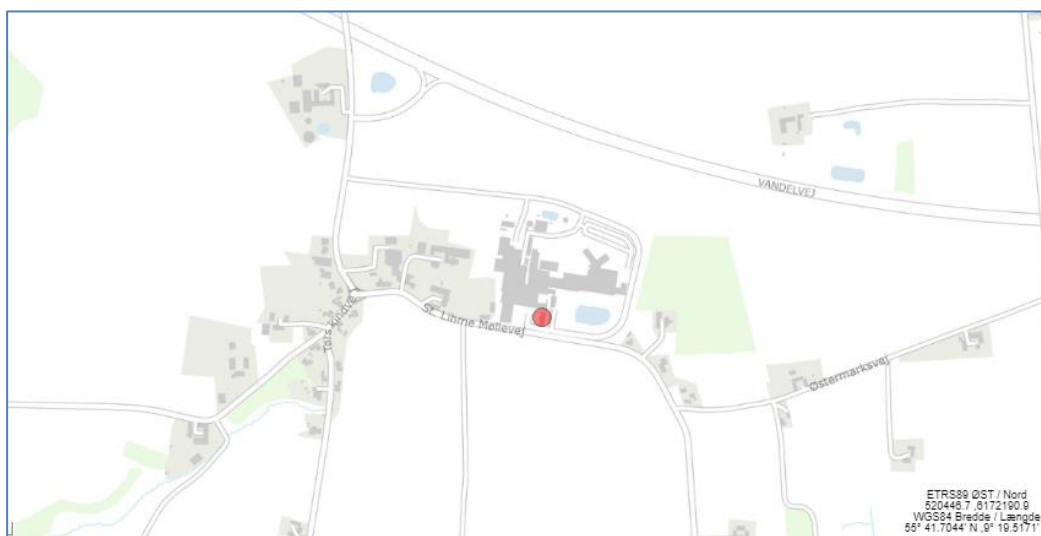 VANDELVEJ
St. Lihme Møllevej
Tørskindvej
Østermarksvej
ETRS89 ØST / Nord
520446.7 ,6172190.9
WGS84 Bredde / Længde
55° 41.7044' N ,9° 19.5171'